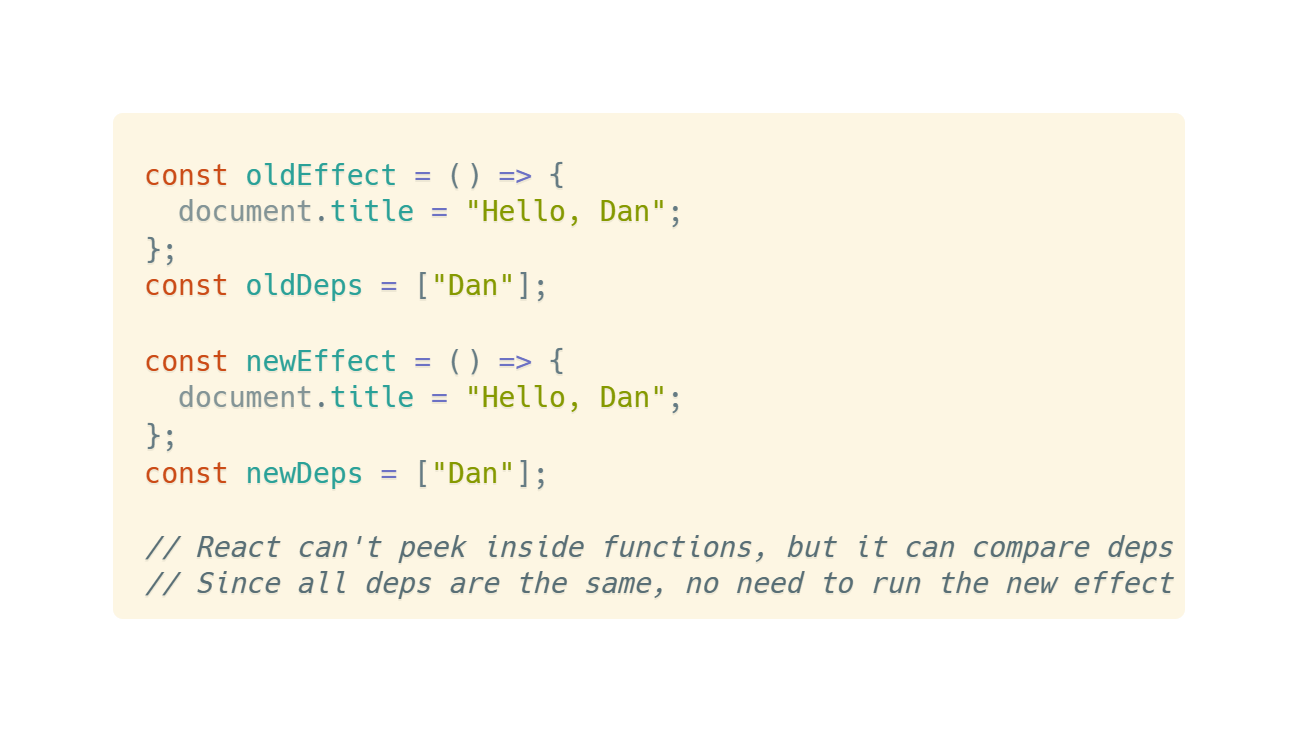 const oldEffect = () => {
  document.title = "Hello, Dan";
};
const oldDeps = ["Dan"];

const newEffect = () => {
  document.title = "Hello, Dan";
};
const newDeps = ["Dan"];

// React can't peek inside functions, but it can compare deps
// Since all deps are the same, no need to run the new effect